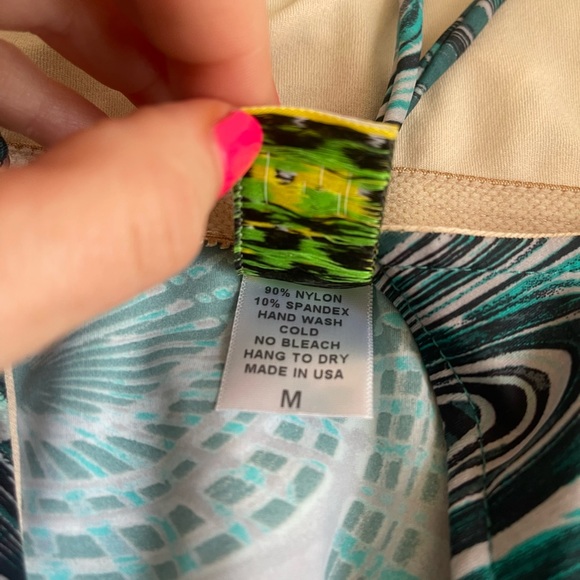 90% NYLON
10% SPANDEX
HAND WASH
COLD
NO BLEACH
HANG TO DRY
MADE IN USA
M